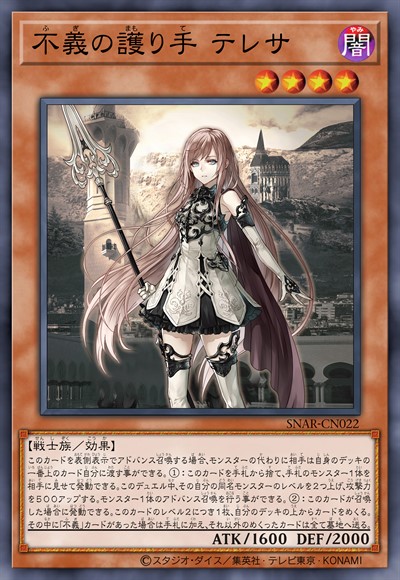 不義の護り手 テレサ
闇
SNAR-CN022
【戦士族／効果】
このカードを表側表示でアドバンス召喚する場合、モンスターの代わりに相手は自身のデッキの
一番上のカード自分に渡す事ができる。①：このカードを手札から捨て、手札のモンスター1体を
相手に見せて発動できる。このデュエル中、その自分の同名モンスターのレベルを2つ上げ、攻撃力
を500アップする。モンスター1体のアドバンス召喚を行う事ができる。②：このカードが召喚
した場合に発動できる。このカードのレベル2につき1枚、自分のデッキの上からカードをめくる。
その中に「不義」カードがあった場合は手札に加え、それ以外のめくったカードは全て墓地へ送る。
ATK/1600 DEF/2000
©スタジオ・ダイス／集英社・テレビ東京・KONAMI